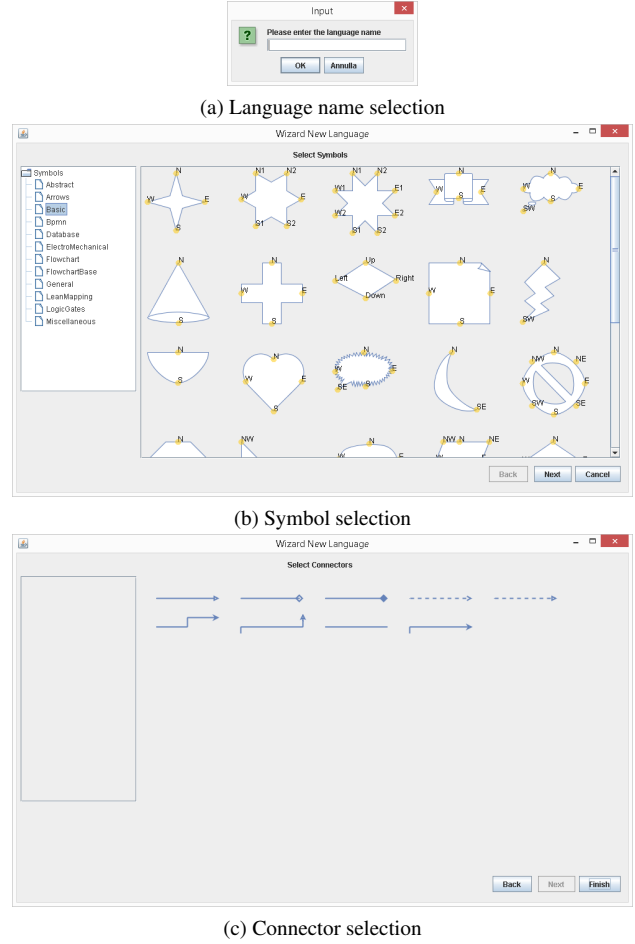 Input
×
?
Please enter the language name
OK Annulla
(a) Language name selection
Wizard New Language
Select Symbols
Symbols
Abstract
Arrows
Basic
Bpmn
Database
ElectroMechanical
Flowchart
FlowchartBase
General
LeanMapping
LogicGates
Miscellaneous
N N1 N2 N1 N2 N N
W E W E W1 E1 W E W E
W2 E2 S SW
S S1 S2 S1 S2
N N Up N N
Left Right
W E Down W E
S S S SW
N N N N NW N NE
W E W E W E
S S SE S SE SW S SE
N NW N NW N NE N
W E W E
Back Next Cancel
(b) Symbol selection
Wizard New Language
Select Connectors
Back Next Finish
(c) Connector selection